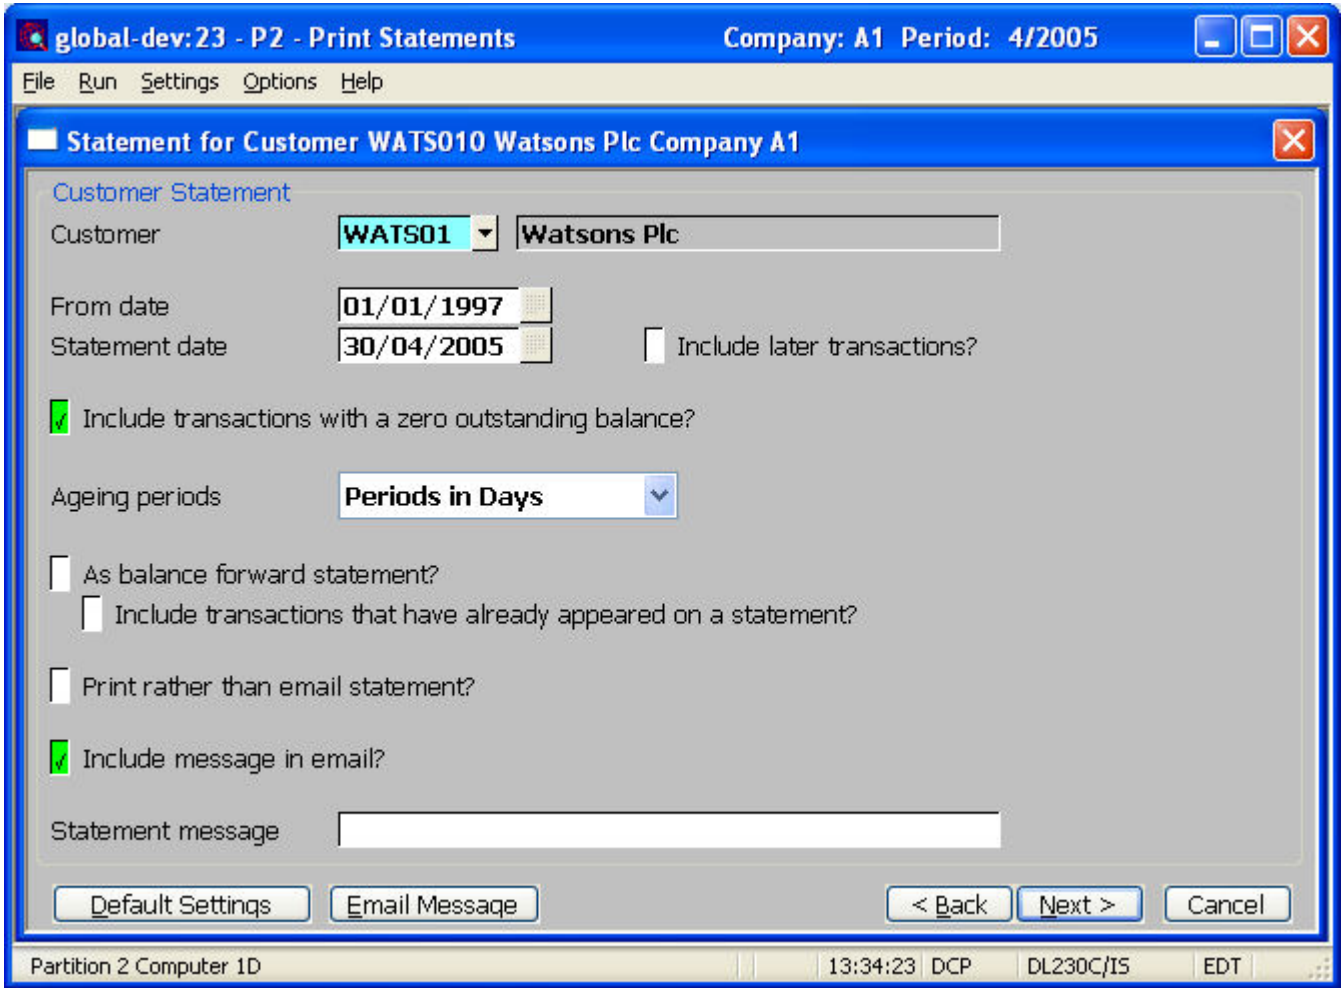 global-dev:23 - P2 - Print Statements Company: A1 Period: 4/2005
File Run Settings Options Help
Statement for Customer WATS010 Watsons Plc Company A1
Customer Statement
Customer WATS01 Watsons Plc
From date 01/01/1997
Statement date 30/04/2005 Include later transactions?
Include transactions with a zero outstanding balance?
Ageing periods Periods in Days
As balance forward statement?
Include transactions that have already appeared on a statement?
Print rather than email statement?
Include message in email?
Statement message
Default Settings Email Message < Back Next > Cancel
Partition 2 Computer 1D 13:34:23 DCP DL230C/IS EDT